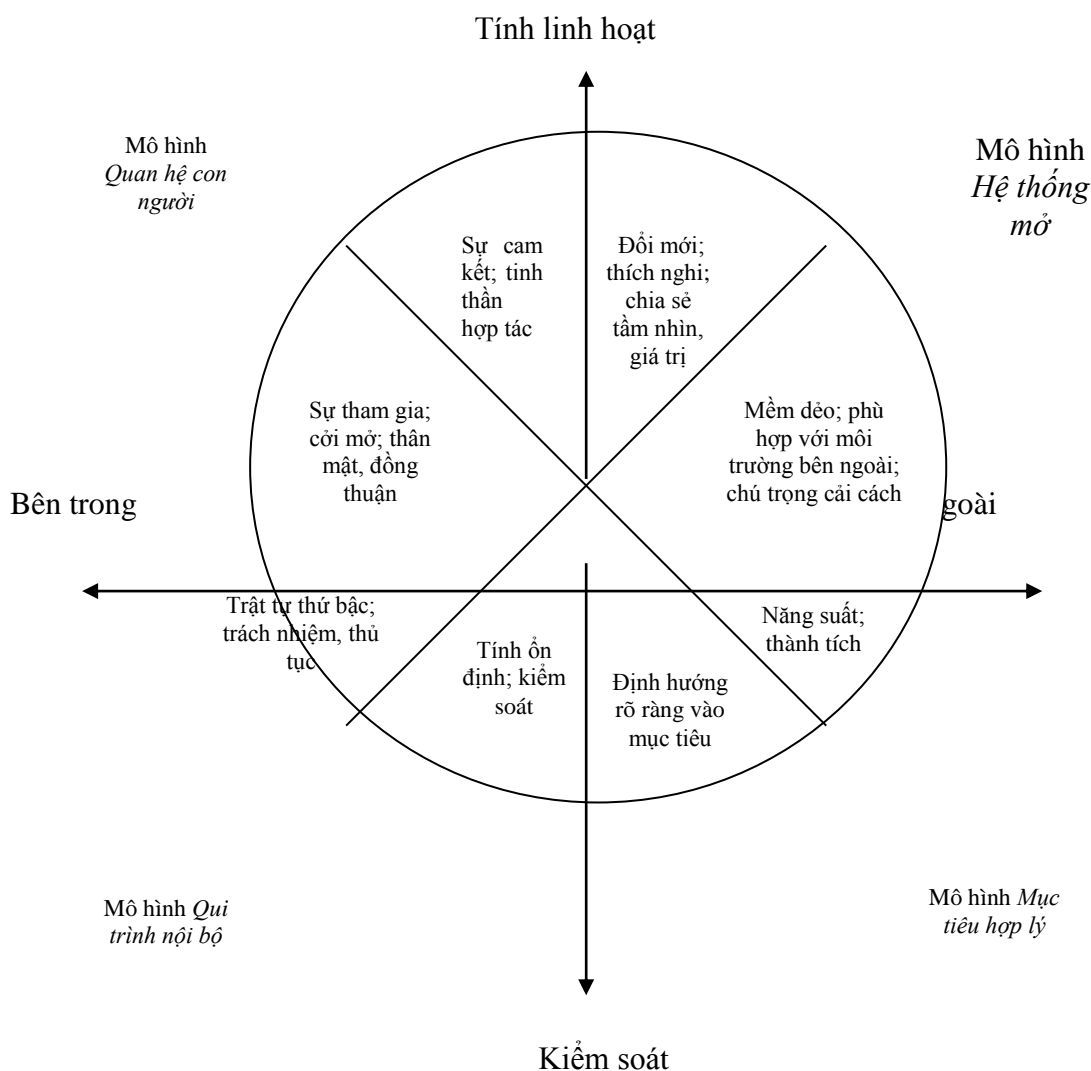 Tính linh hoạt
Mô hình
Quan hệ con
người
Mô hình
Hệ thống
mở
Sự cam
kết; tinh
thần
hợp tác
Đổi mới;
thích nghi;
chia sẻ
tầm nhìn,
giá trị
Sự tham gia;
cởi mở; thân
mật, đồng
thuận
Mềm dẻo; phù
hợp với môi
trường bên ngoài;
chú trọng cải cách
Bên trong
goài
Trật tự thứ bậc;
trách nhiệm, thủ
tục
Tính ổn
định; kiểm
soát
Định hướng
rõ ràng vào
mục tiêu
Năng suất;
thành tích
Mô hình Qui
trình nội bộ
Mô hình Mục
tiêu hợp lý
Kiểm soát